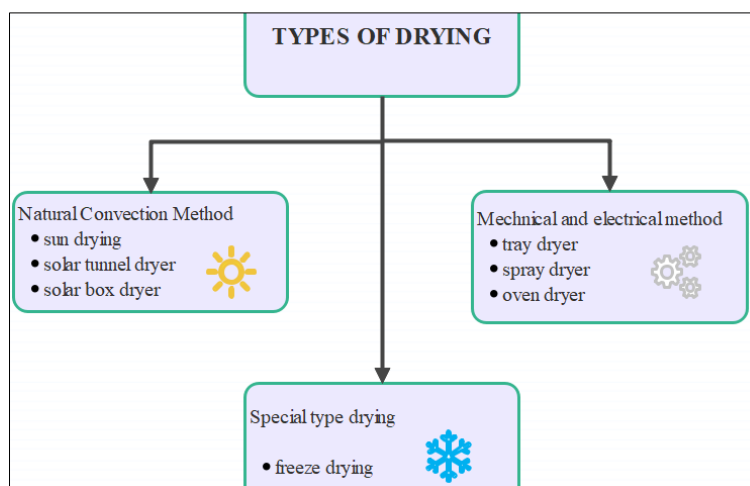 TYPES OF DRYING
Natural Convection Method
• sun drying
• solar tunnel dryer
• solar box dryer
Mechnical and electrical method
• tray dryer
• spray dryer
• oven dryer
Special type drying
• freeze drying